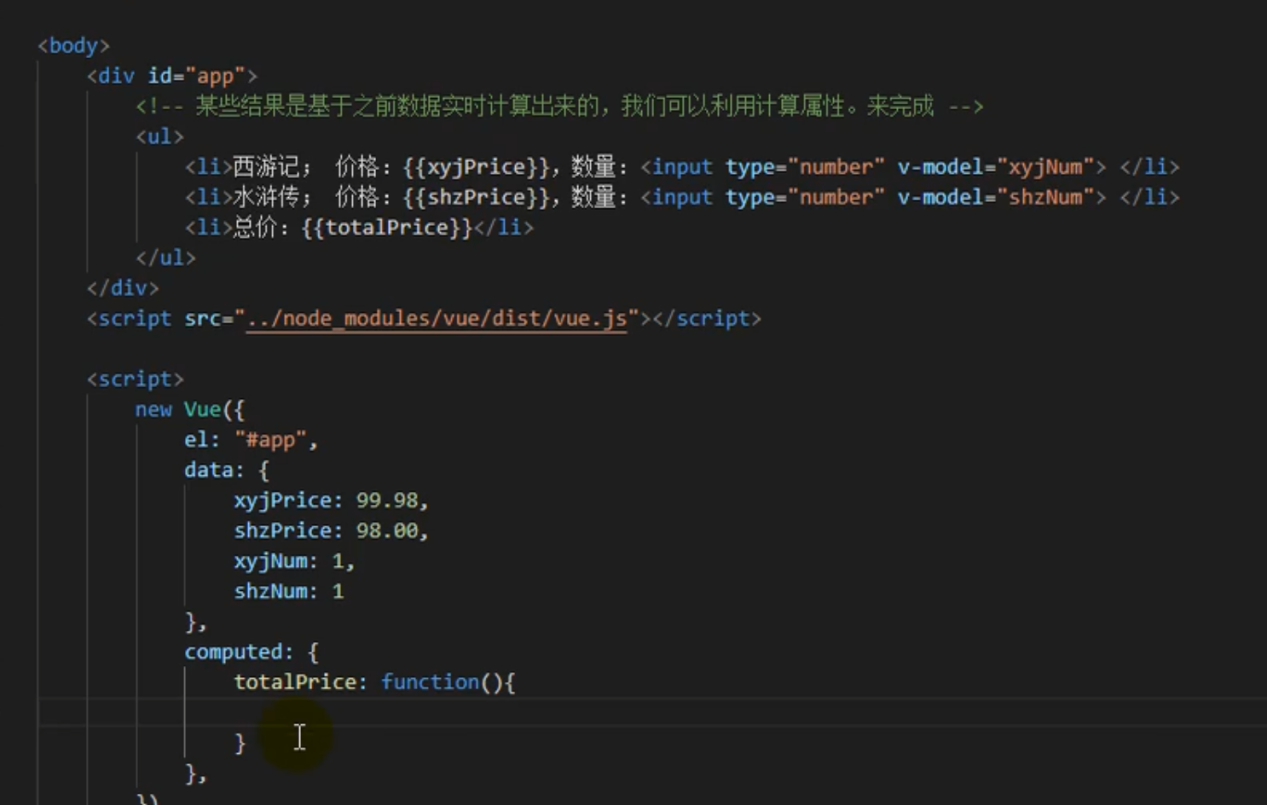 <body>
<div id="app">
<!-- 某些结果是基于之前数据实时计算出来的，我们可以利用计算属性。来完成 -->
<ul>
<li>西游记； 价格：{{xyjPrice}}，数量：<input type="number" v-model="xyjNum"> </li>
<li>水浒传； 价格：{{shzPrice}}，数量：<input type="number" v-model="shzNum"> </li>
<li>总价：{{totalPrice}}</li>
</ul>
</div>
<script src="../node_modules/vue/dist/vue.js"></script>
<script>
new Vue({
el: "#app",
data: {
xyjPrice: 99.98,
shzPrice: 98.00,
xyjNum: 1,
shzNum: 1
},
computed: {
totalPrice: function(){
}
},
})